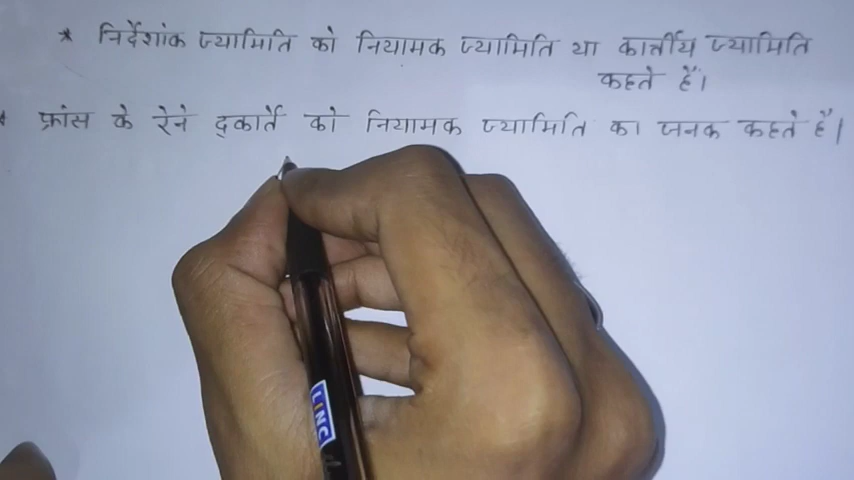 * निर्देशांक ज्यामिति को नियामक ज्यामिति या कार्त्तीय ज्यामिति
कहते हैं।
* फ्रांस के रेने द्कार्ते को नियामक ज्यामिति का जनक कहते हैं।
LINC